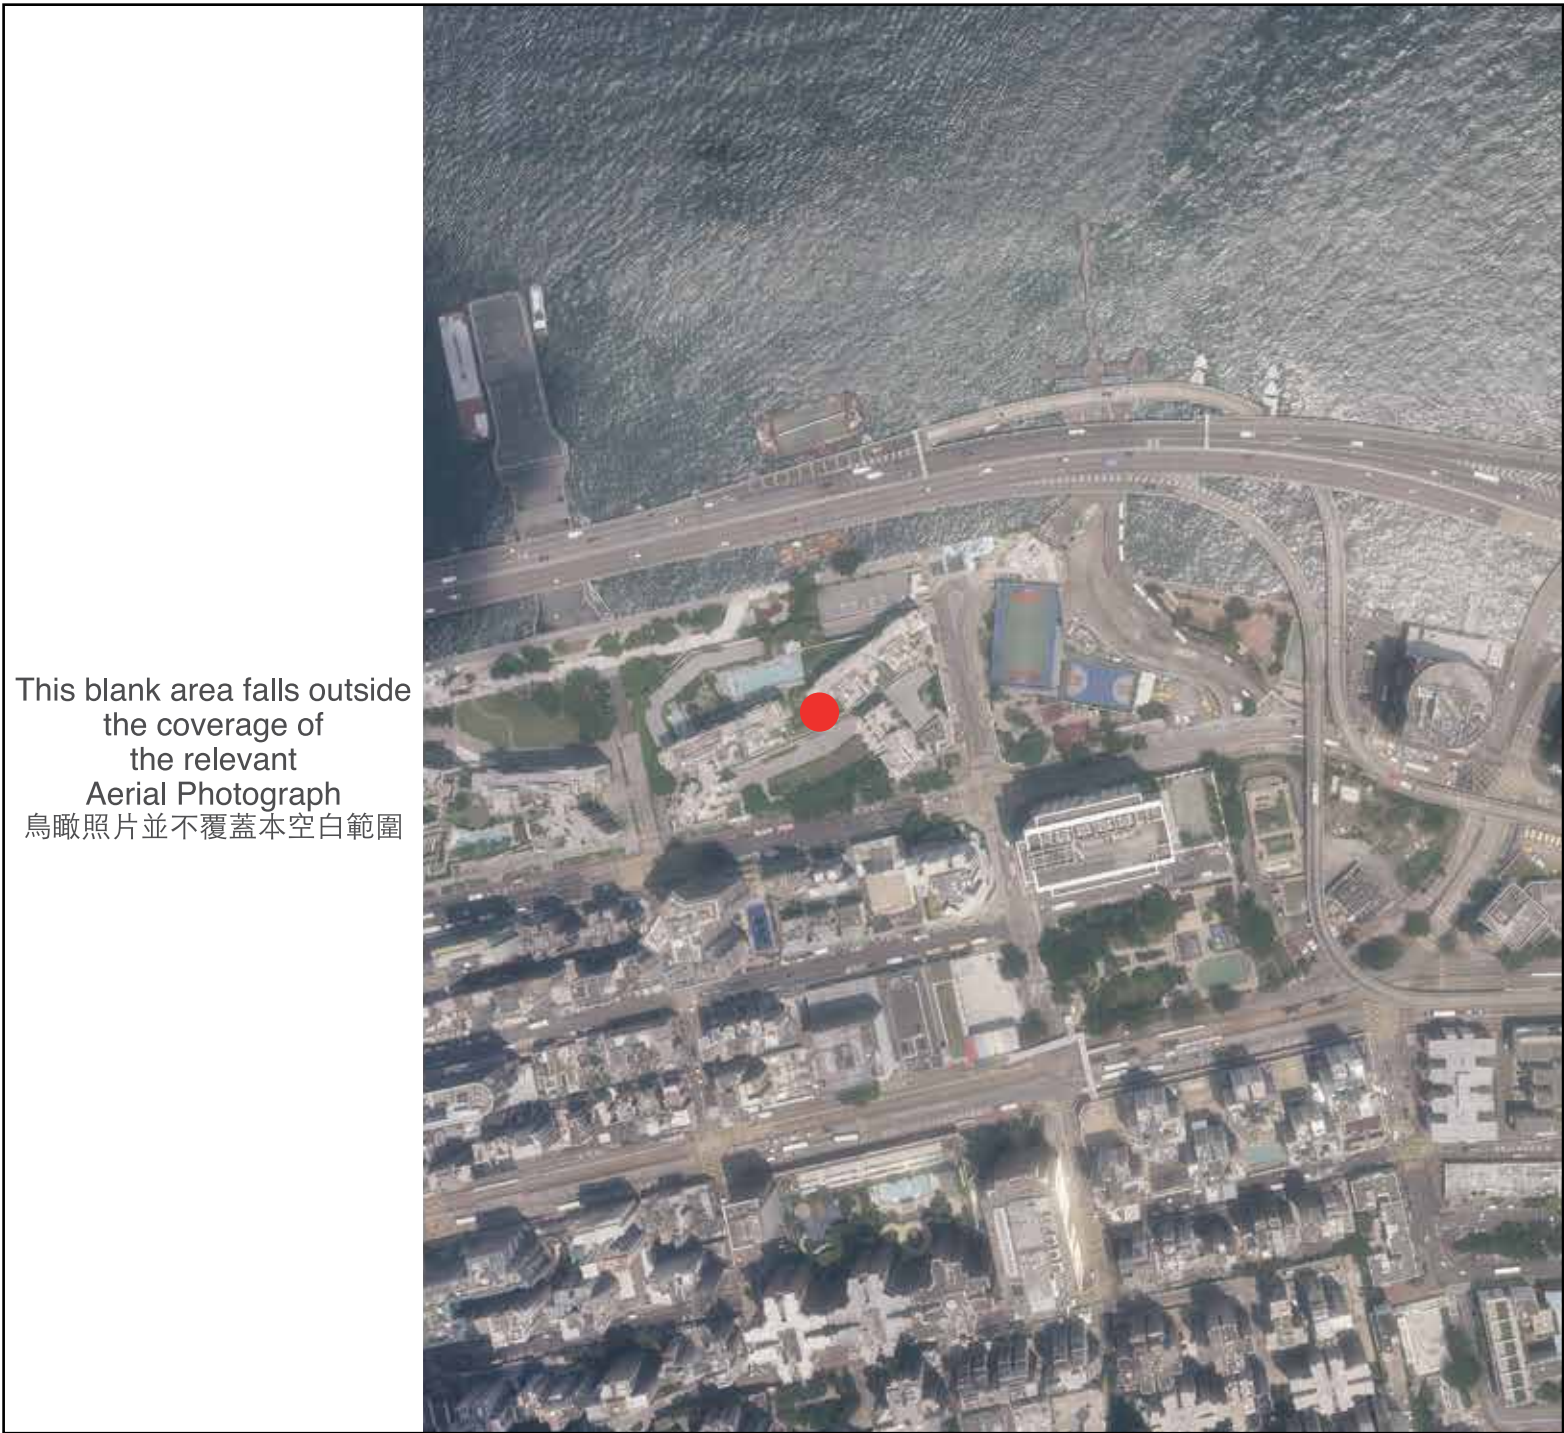 This blank area falls outside
the coverage of
the relevant
Aerial Photograph
鳥瞰照片並不覆蓋本空白範圍